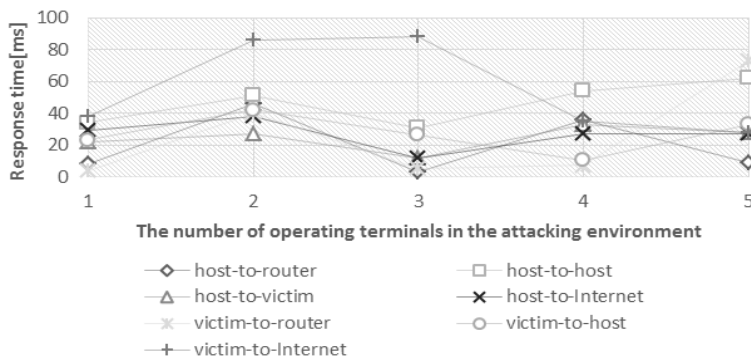 Response time[ms]
100
80
60
40
20
0
1 2 3 4 5
The number of operating terminals in the attacking environment
host-to-router host-to-host
host-to-victim host-to-Internet
victim-to-router victim-to-host
victim-to-Internet